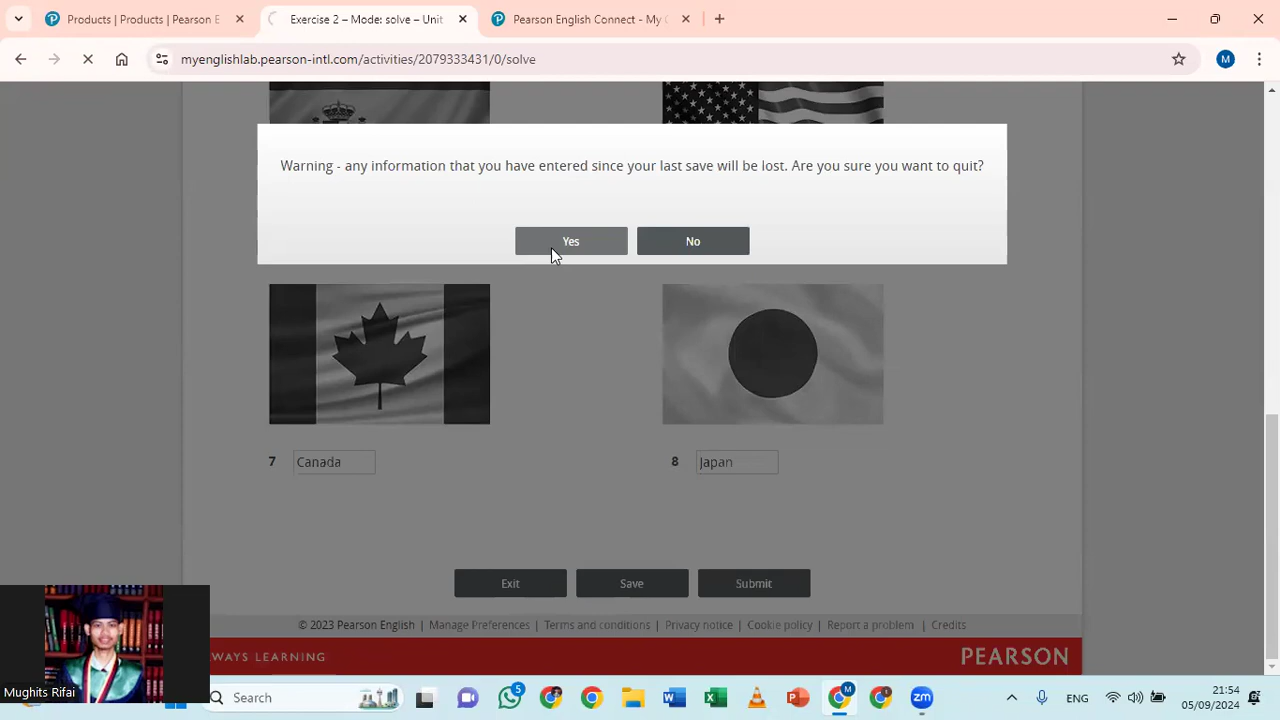 Products | Products | Pearson E
Exercise 2 – Mode: solve – Unit
Pearson English Connect - My C
myenglishlab.pearson-intl.com/activities/2079333431/0/solve
M
Warning - any information that you have entered since your last save will be lost. Are you sure you want to quit?
Yes
No
7 Canada
8 Japan
Exit
Save
Submit
© 2023 Pearson English | Manage Preferences | Terms and conditions | Privacy notice | Cookie policy | Report a problem | Credits
WAYS LEARNING
PEARSON
Mughits Rifai
Search
5
M
zm
ENG
21:54
05/09/2024